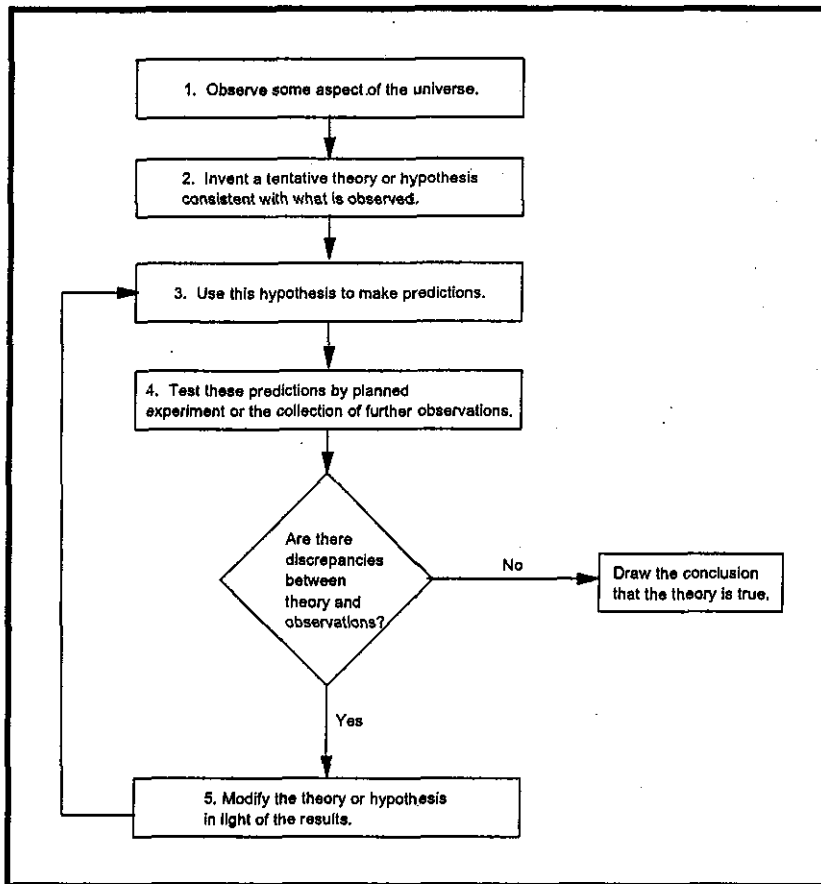 1. Observe some aspect of the universe.
2. Invent a tentative theory or hypothesis
consistent with what is observed.
3. Use this hypothesis to make predictions.
4. Test these predictions by planned
experiment or the collection of further observations.
Are there
discrepancies
between
theory and
observations?
No
Draw the conclusion
that the theory is true.
Yes
5. Modify the theory or hypothesis
in light of the results.